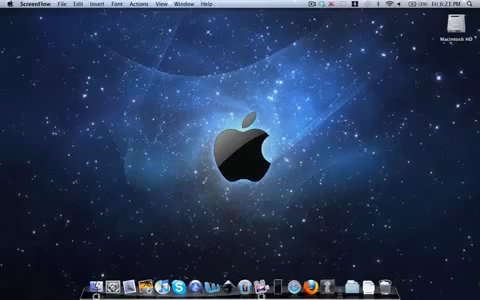 ScreenFlow File Edit Insert Font Actions View Window Help Fri 6:21 PM
Macintosh HD